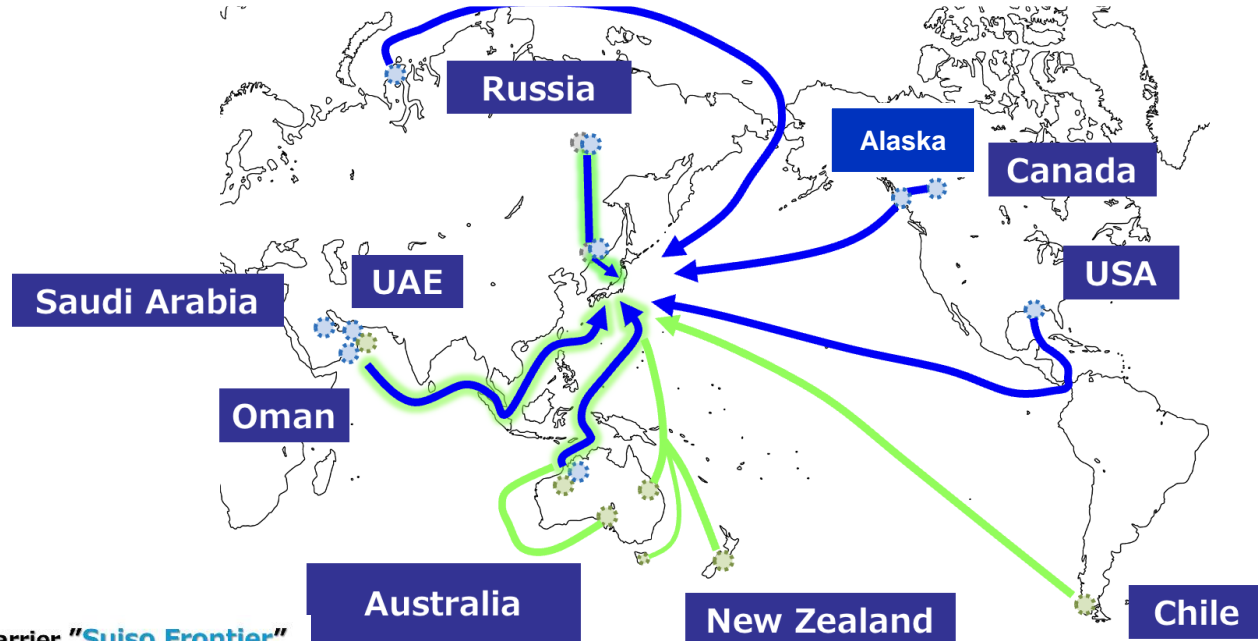 Russia
Alaska
Canada
UAE
USA
Saudi Arabia
Oman
Australia
New Zealand
Chile
"Suiso Frontier"